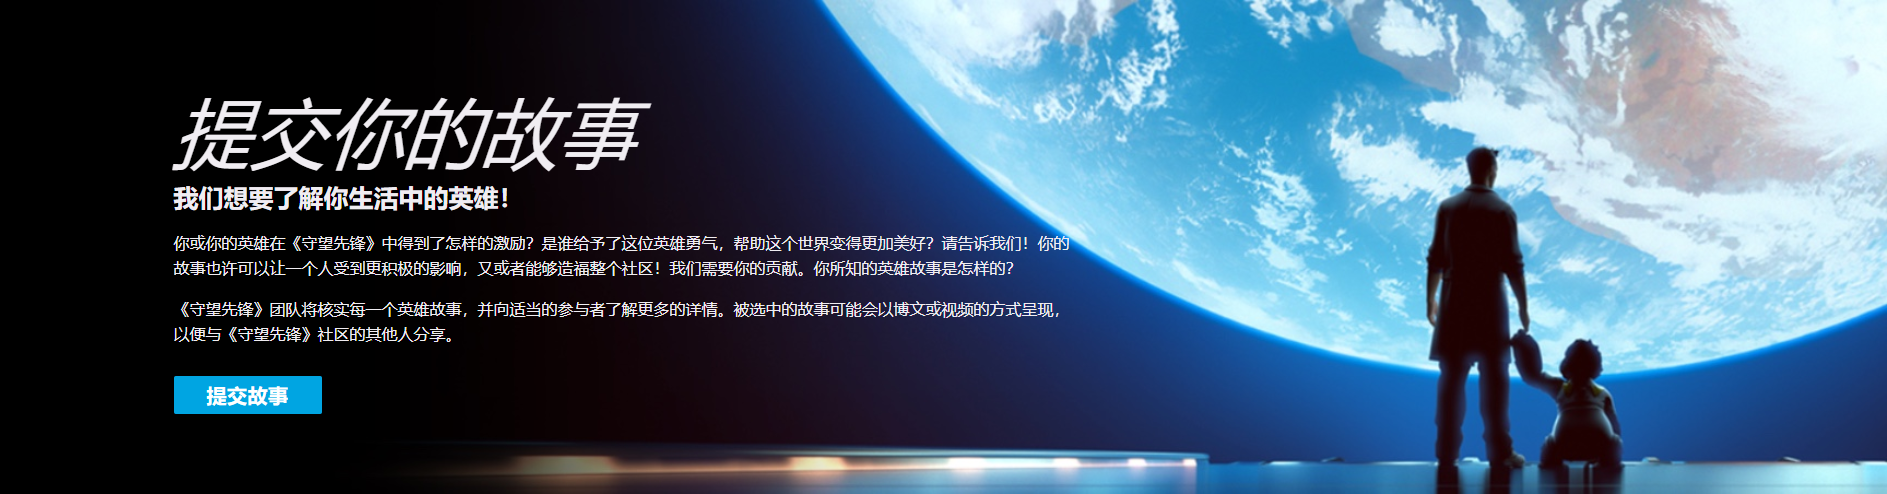 提交你的故事
我们想要了解你生活中的英雄！
你或你的英雄在《守望先锋》中得到了怎样的激励？是谁给予了这位英雄勇气，帮助这个世界变得更加美好？请告诉我们！你的
故事也许可以让一个人受到更积极的影响，又或者能够造福整个社区！我们需要你的贡献。你所知的英雄故事是怎样的？
《守望先锋》团队将核实每一个英雄故事，并向适当的参与者了解更多的详情。被选中的故事可能会以博文或视频的方式呈现，
以便与《守望先锋》社区的其他人分享。
提交故事